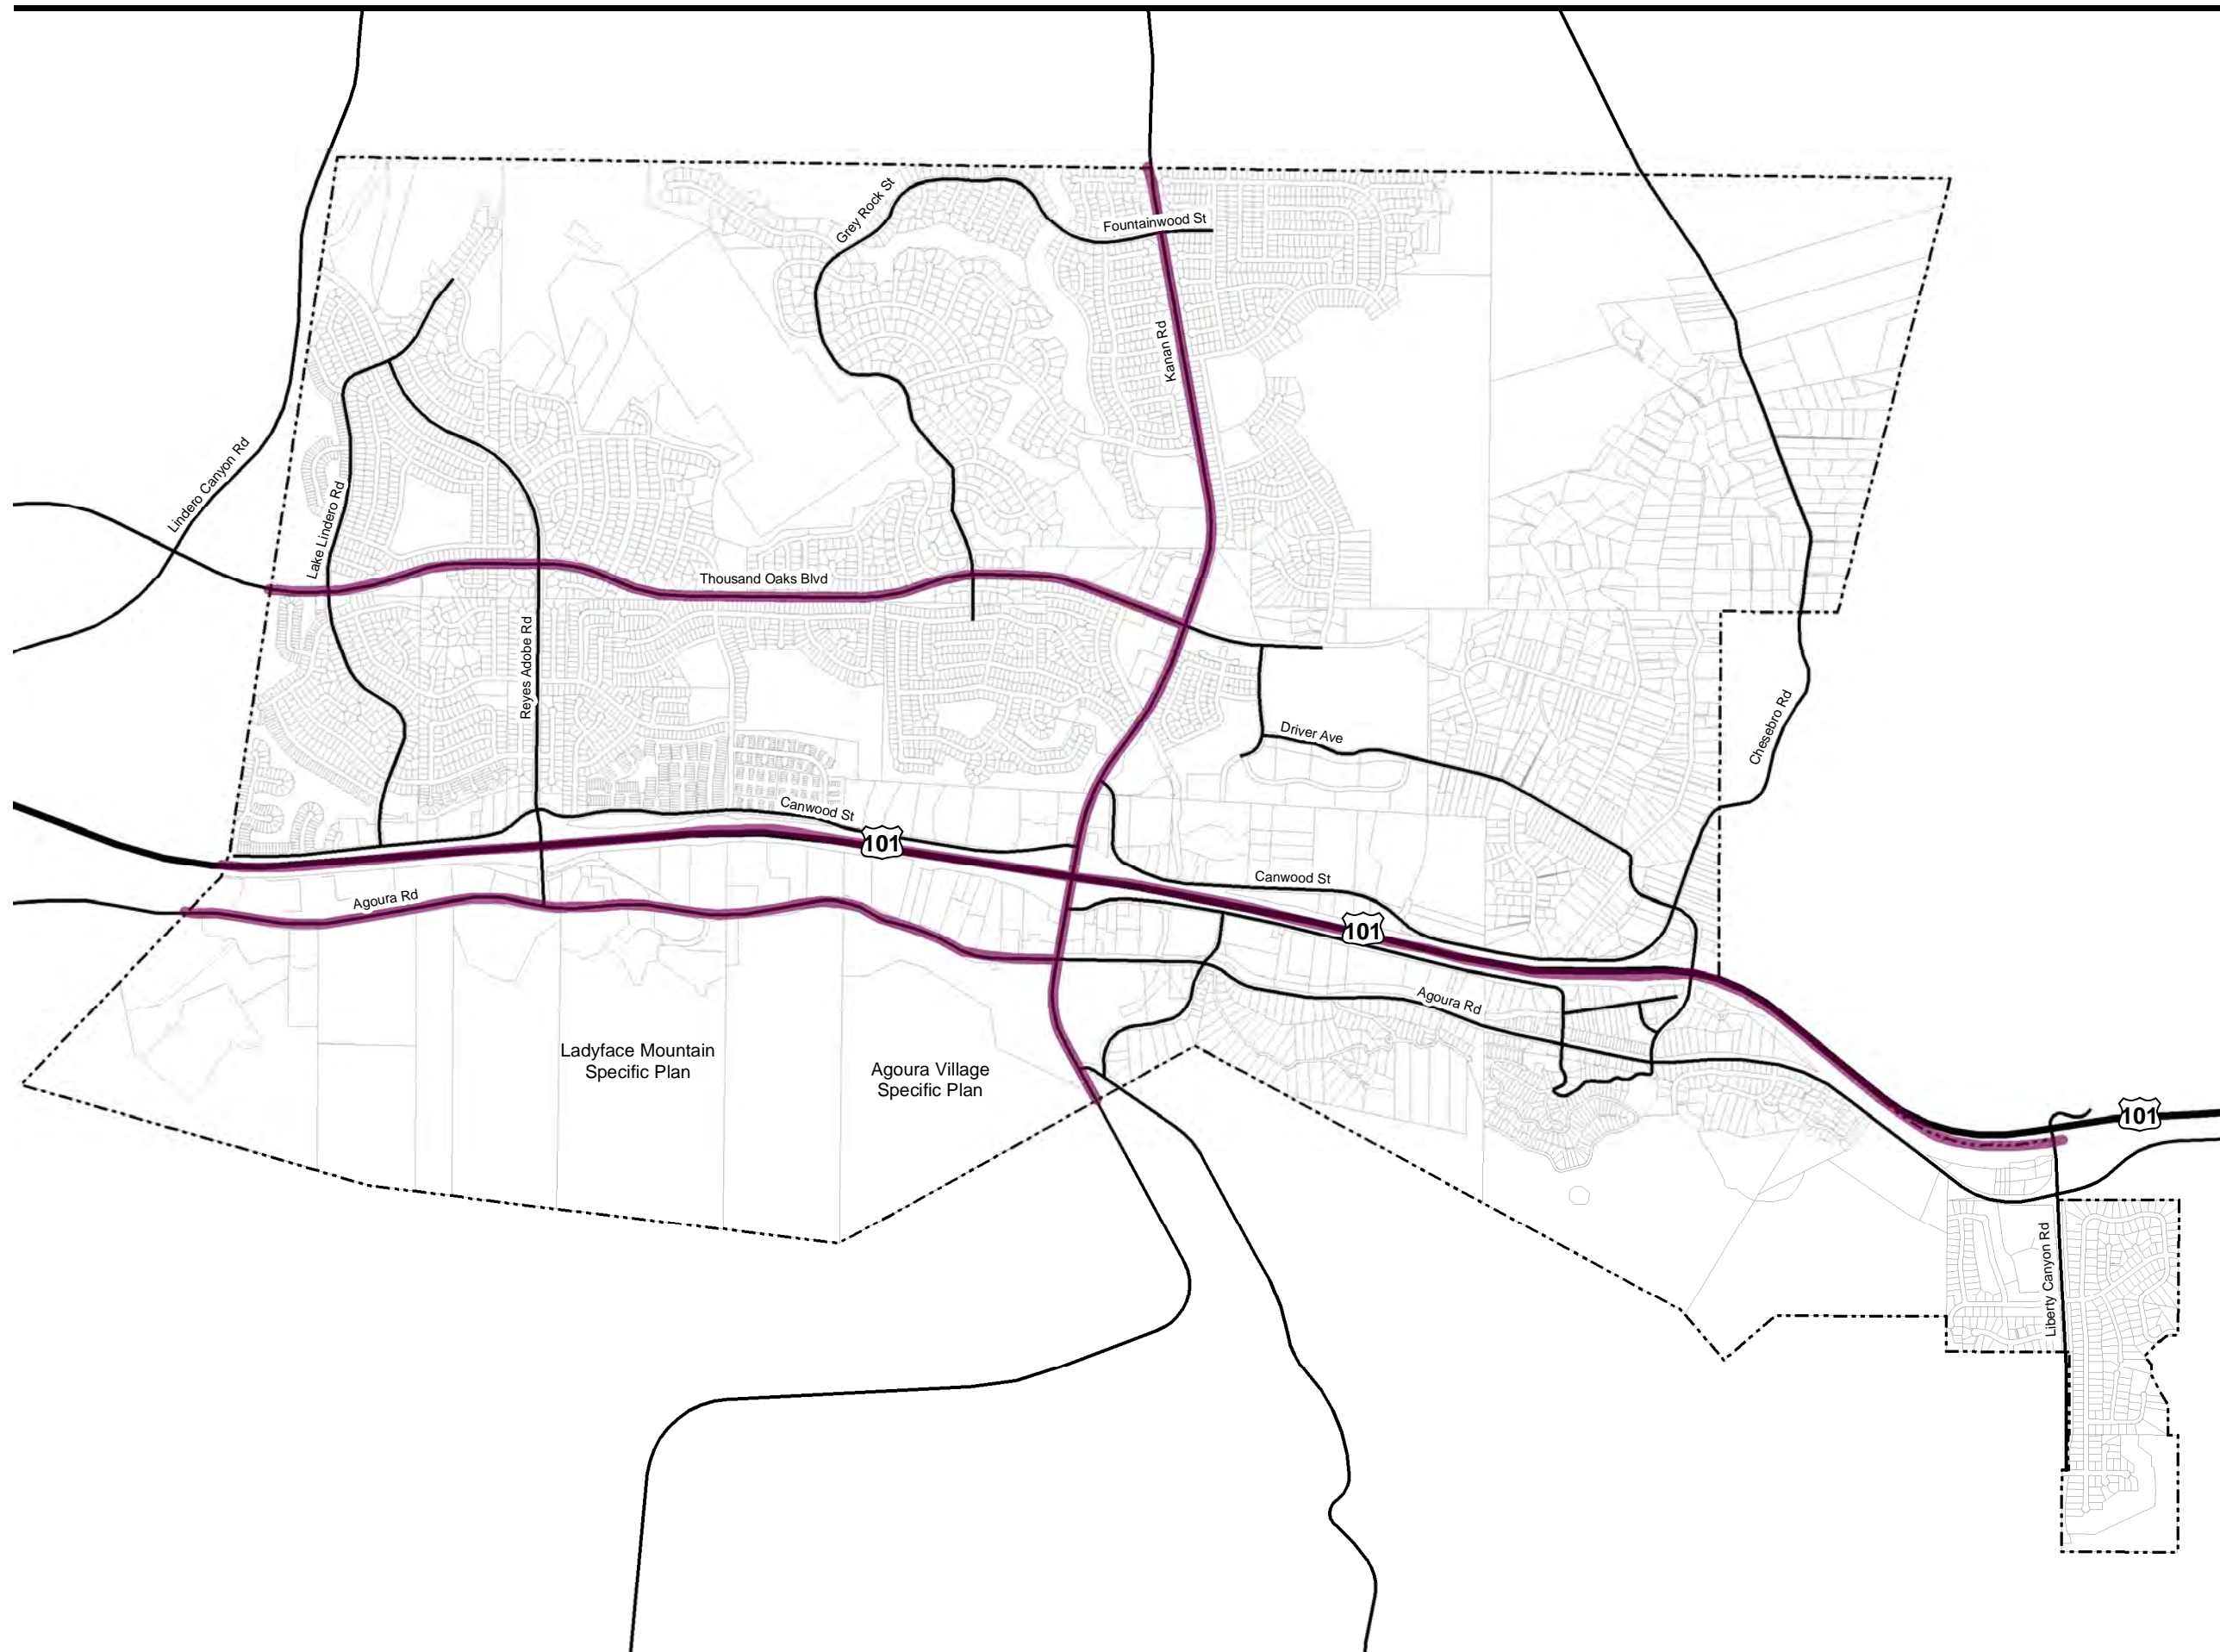 Grey Rock St
Fountainwood St
Kanan Rd
Lindero Canyon Rd
Lake Lindero Rd
Thousand Oaks Blvd
Reyes Adobe Rd
Driver Ave
Chesebro Rd
Canwood St
101
Canwood St
Agoura Rd
101
Agoura Rd
Ladyface Mountain
Specific Plan
Agoura Village
Specific Plan
101
Liberty Canyon Rd